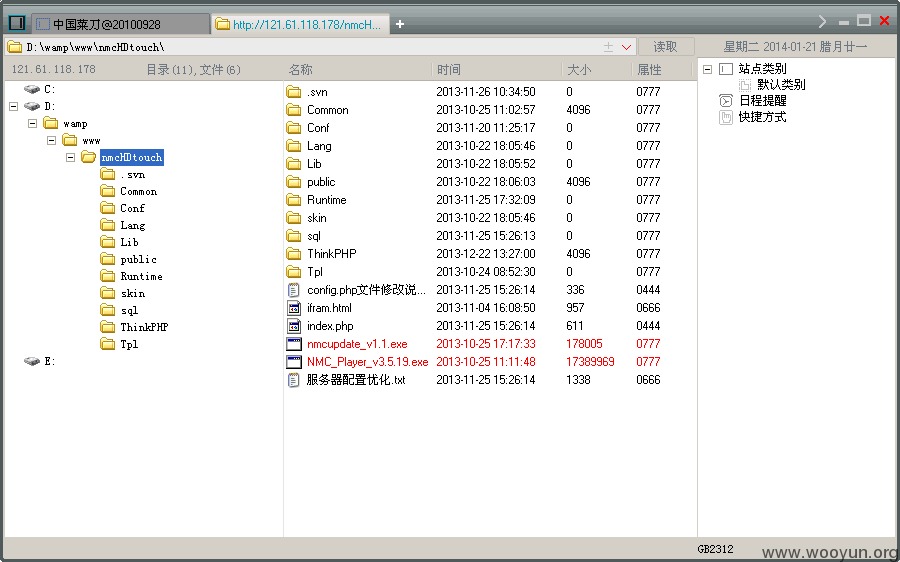 中国菜刀@20100928
http://121.61.118.178/nmcH...
D:\wamp\www\nmcHDtouch\
读取
星期二 2014-01-21 腊月廿一
121.61.118.178 目录(11),文件(6)
名称 时间 大小 属性
C:
D:
wamp
www
nmcHDtouch
.svn
Common
Conf
Lang
Lib
public
Runtime
skin
sql
ThinkPHP
Tpl
E:
.svn 2013-11-26 10:34:50 0 0777
Common 2013-10-25 11:02:57 4096 0777
Conf 2013-11-20 11:25:17 0 0777
Lang 2013-10-22 18:05:46 0 0777
Lib 2013-10-22 18:05:52 0 0777
public 2013-10-22 18:06:03 4096 0777
Runtime 2013-11-25 17:32:09 0 0777
skin 2013-10-22 18:05:46 0 0777
sql 2013-11-25 15:26:13 0 0777
ThinkPHP 2013-12-22 13:27:00 4096 0777
Tpl 2013-10-24 08:52:30 0 0777
config.php文件修改说... 2013-11-25 15:26:14 336 0444
ifram.html 2013-11-04 16:08:50 957 0666
index.php 2013-11-25 15:26:14 611 0444
nmcupdate_v1.1.exe 2013-10-25 17:17:33 178005 0777
NMC_Player_v3.5.19.exe 2013-10-25 11:11:48 17389969 0777
服务器配置优化.txt 2013-11-25 15:26:14 1338 0666
站点类别
默认类别
日程提醒
快捷方式
GB2312
www.wooyun.org